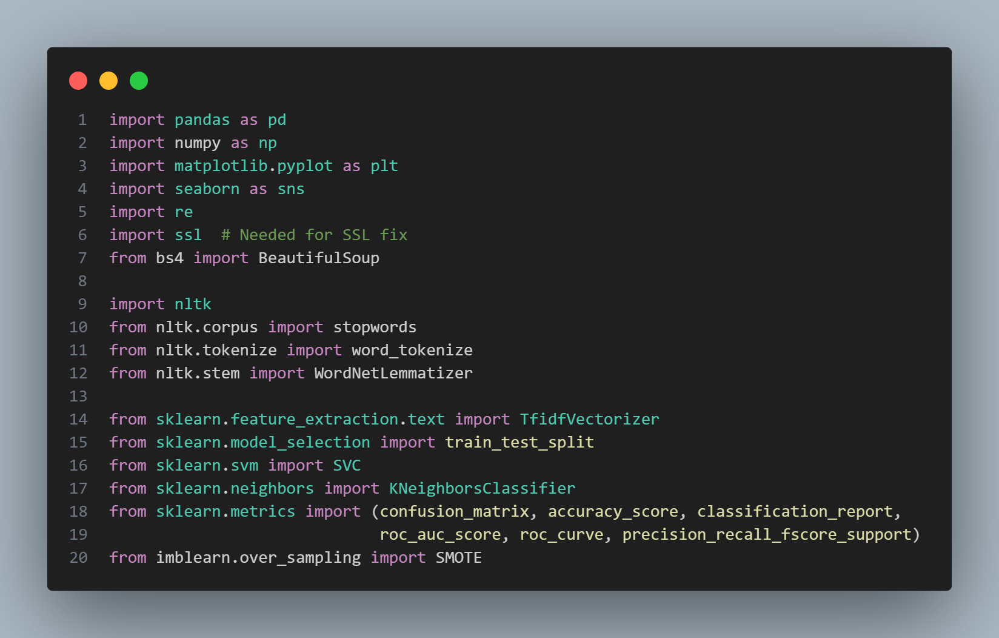 1 import pandas as pd
2 import numpy as np
3 import matplotlib.pyplot as plt
4 import seaborn as sns
5 import re
6 import ssl  # Needed for SSL fix
7 from bs4 import BeautifulSoup
8
9 import nltk
10 from nltk.corpus import stopwords
11 from nltk.tokenize import word_tokenize
12 from nltk.stem import WordNetLemmatizer
13
14 from sklearn.feature_extraction.text import TfidfVectorizer
15 from sklearn.model_selection import train_test_split
16 from sklearn.svm import SVC
17 from sklearn.neighbors import KNeighborsClassifier
18 from sklearn.metrics import (confusion_matrix, accuracy_score, classification_report,
19                              roc_auc_score, roc_curve, precision_recall_fscore_support)
20 from imblearn.over_sampling import SMOTE